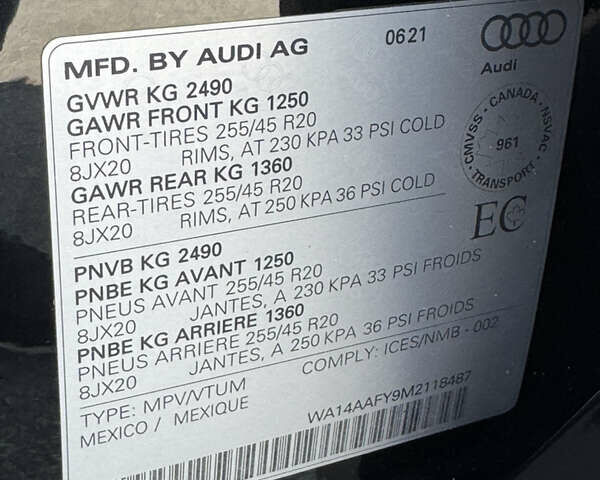 MFD. BY AUDI AG
0621
Audi
GVWR KG 2490
GAWR FRONT KG 1250
FRONT-TIRES 255/45 R20
8JX20 RIMS, AT 230 KPA 33 PSI COLD
GAWR REAR KG 1360
REAR-TIRES 255/45 R20
8JX20 RIMS, AT 250 KPA 36 PSI COLD
CMVSS - CANADA - NSVAC
961
- TRANSPORT -
EC
PNVB KG 2490
PNBE KG AVANT 1250
PNEUS AVANT 255/45 R20
8JX20 JANTES, A 230 KPA 33 PSI FROIDS
PNBE KG ARRIERE 1360
PNEUS ARRIERE 255/45 R20
8JX20 JANTES, A 250 KPA 36 PSI FROIDS
COMPLY: ICES/NMB - 002
TYPE: MPV/VTUM
MEXICO / MEXIQUE
WA14AAFY9M2118487